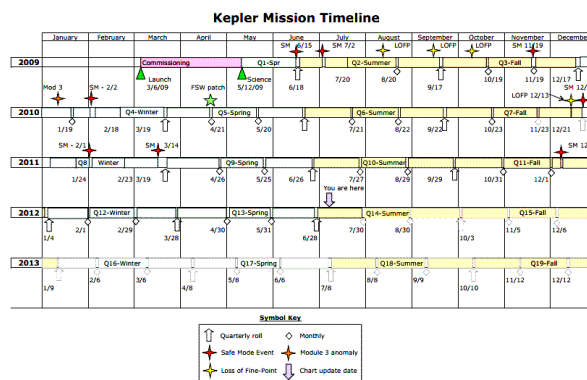 Kepler Mission Timeline
January February March April May June July August September October November Decembe
SM 6/15 SM 7/2 LOFP LOFP LOFP SM 11/19
2009 Commissioning Q1-Spr Q2-Summer Q3-Fall
Launch 3/6/09 Science 5/12/09 6/18 7/20 8/20 9/17 10/19 11/19 12/17
Mod 3 SM - 2/2 FSW patch LOFP 12/13 SM 12/
2010 Q4-Winter Q5-Spring Q6-Summer Q7-Fall
1/19 2/18 3/19 4/21 5/20 7/21 8/22 9/22 10/23 11/23 12/21
SM - 2/1 3/14 SM 12
2011 Q8 Winter Q9-Spring Q10-Summer Q11-Fall
1/24 2/23 3/19 4/26 5/25 6/26 7/27 8/29 9/29 10/31 11/29 12/1
You are here
2012 Q12-Winter Q13-Spring Q14-Summer Q15-Fall
1/4 2/1 2/29 3/28 4/30 5/31 6/28 7/30 8/30 10/3 11/5 12/6
2013 Q16-Winter Q17-Spring Q18-Summer Q19-Fall
1/9 2/6 3/6 4/8 5/8 6/6 7/8 8/8 9/9 10/10 11/12 12/12
Symbol Key
Quarterly roll Monthly
Safe Mode Event Module 3 anomaly
Loss of Fine-Point Chart update date